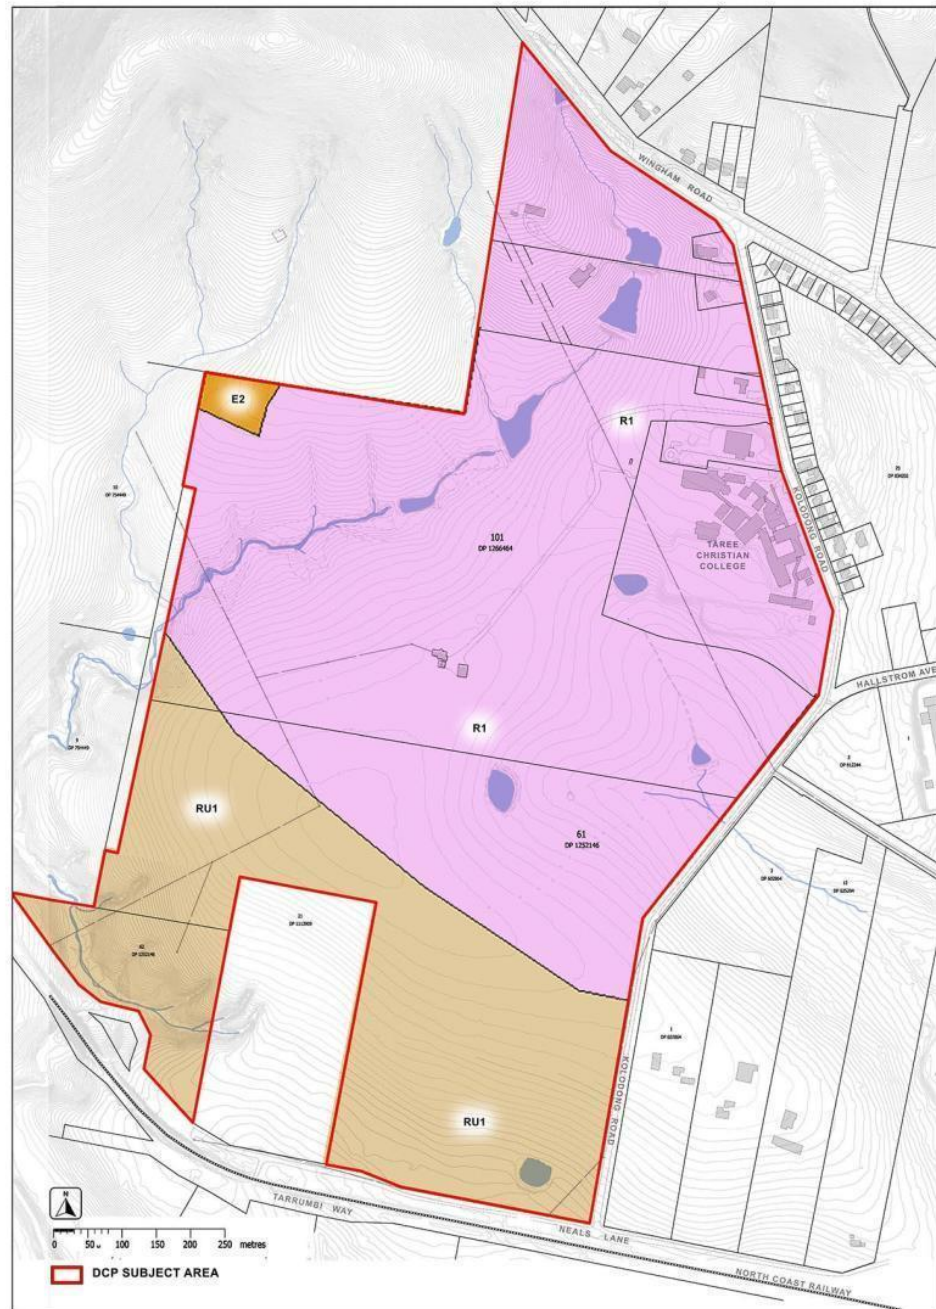 WINGHAM ROAD
E2
R1
KOLODONG ROAD
TAREE
CHRISTIAN
COLLEGE
101
DP 1266464
HALLSTROM AVE
R1
RU1
61
DP 1252146
KOLODONG ROAD
RU1
N
TARRUMBI WAY
NEALS LANE
0 50 100 150 200 250 metres
NORTH COAST RAILWAY
DCP SUBJECT AREA